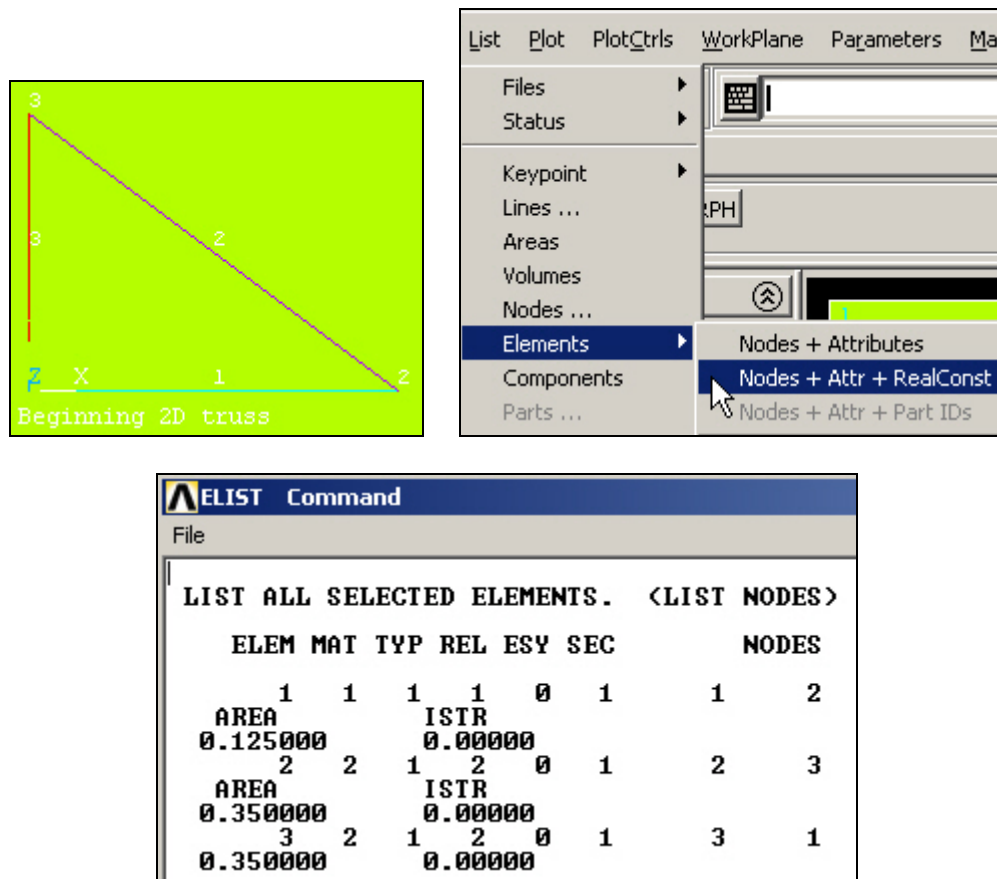 3
3
2
Z X 1 2
Beginning 2D truss
List Plot PlotCtrls WorkPlane Parameters Ma
Files
Status
Keypoint
Lines ...
RPH
Areas
Volumes
Nodes ...
1
Elements
Nodes + Attributes
Components
Nodes + Attr + RealConst
Parts ...
Nodes + Attr + Part IDs
ELIST Command
File
LIST ALL SELECTED ELEMENTS. (LIST NODES)
ELEM MAT TYP REL ESY SEC NODES
1 1 1 1 0 1 1 2
AREA ISTR
0.125000 0.00000
2 2 1 2 0 1 2 3
AREA ISTR
0.350000 0.00000
3 2 1 2 0 1 3 1
0.350000 0.00000